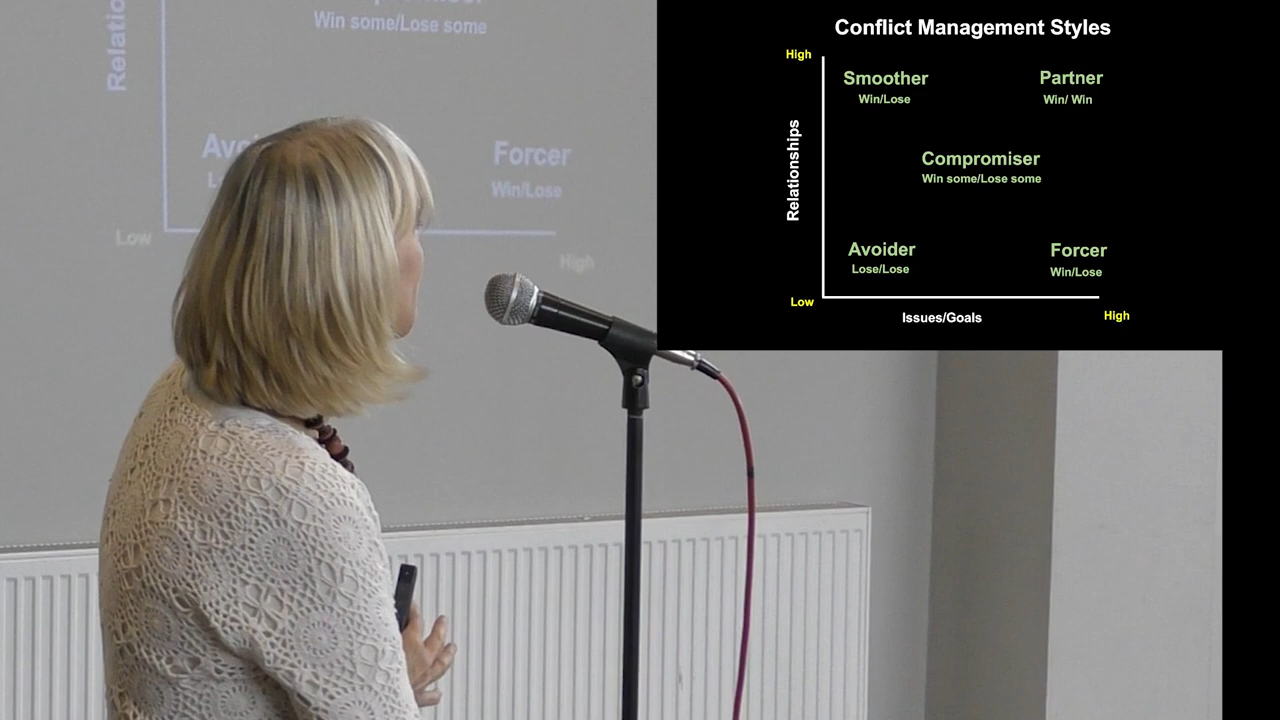 Win some/Lose some
Forcer
Win/Lose
Low
High
Conflict Management Styles
High
Smoother
Win/Lose
Partner
Win/ Win
Relationships
Compromiser
Win some/Lose some
Avoider
Lose/Lose
Forcer
Win/Lose
Low
Issues/Goals
High